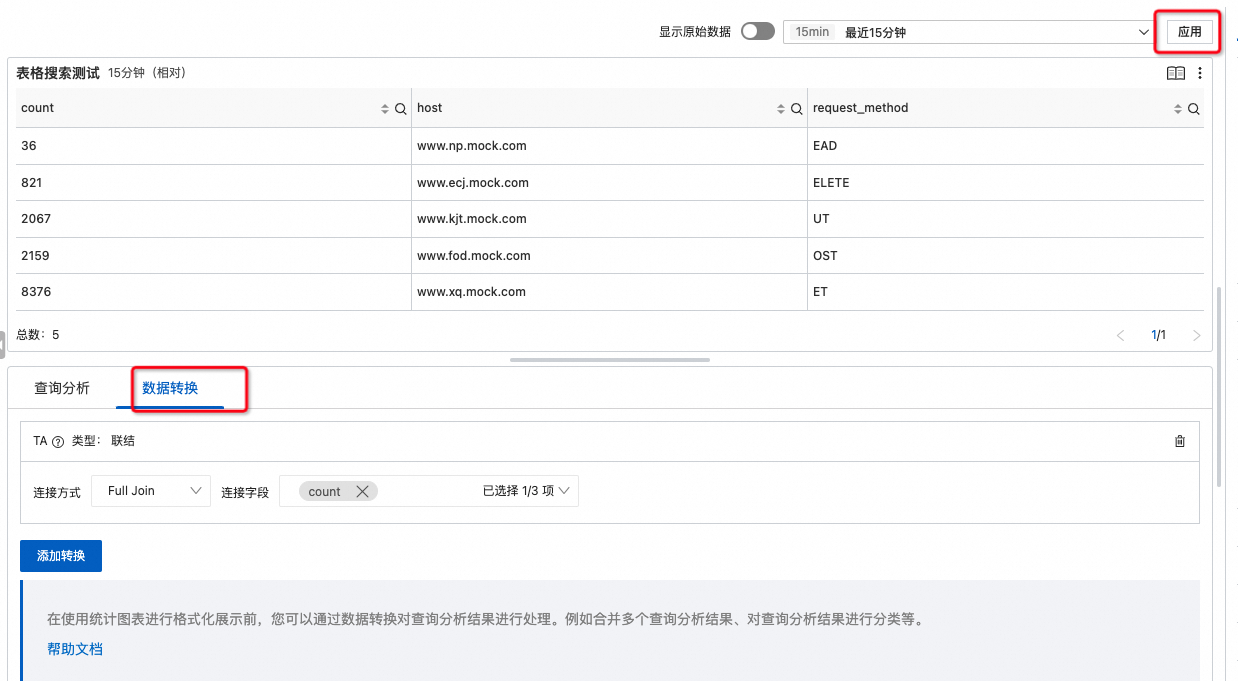 显示原始数据 15min 最近15分钟 应用
表格搜索测试 15分钟（相对）
count host request_method
36 www.np.mock.com EAD
821 www.ecj.mock.com ELETE
2067 www.kjt.mock.com UT
2159 www.fod.mock.com OST
8376 www.xq.mock.com ET
总数：5 1/1
查询分析 数据转换
TA 类型： 联结
连接方式 Full Join 连接字段 count 已选择 1/3 项
添加转换
在使用统计图表进行格式化展示前，您可以通过数据转换对查询分析结果进行处理。例如合并多个查询分析结果、对查询分析结果进行分类等。
帮助文档